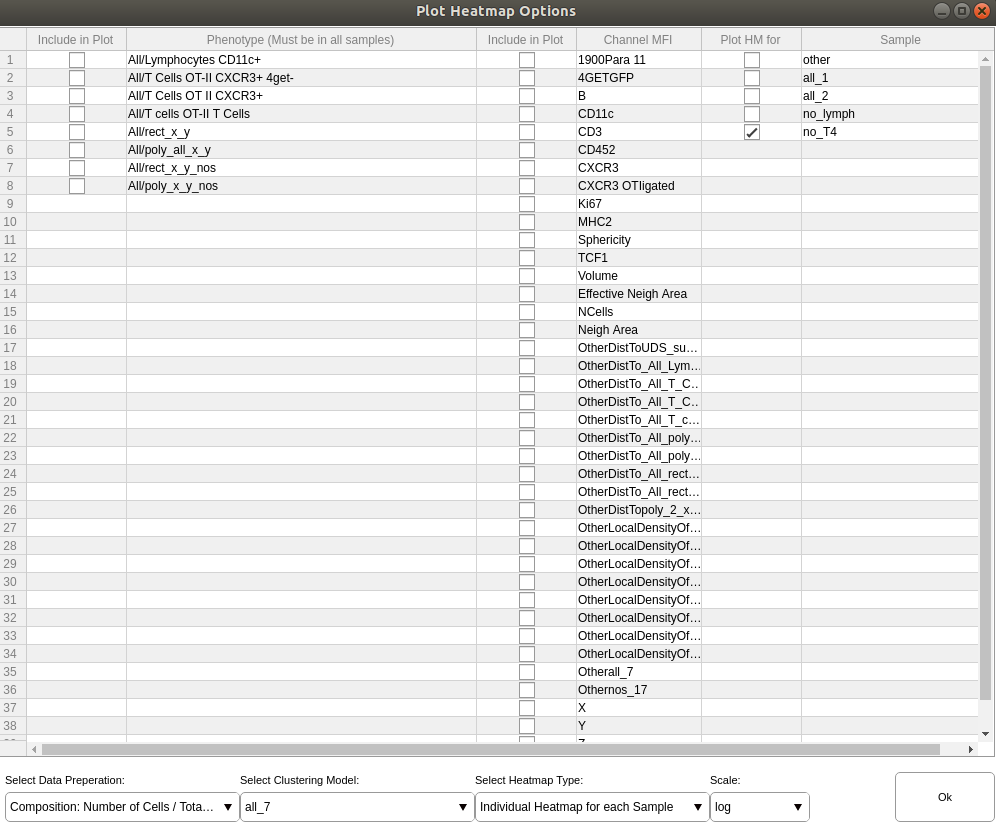 Plot Heatmap Options
Include in Plot Phenotype (Must be in all samples) Include in Plot Channel MFI Plot HM for Sample
1 All/Lymphocytes CD11c+ 1900Para 11 other
2 All/T Cells OT-II CXCR3+ 4get- 4GETGFP all_1
3 All/T Cells OT II CXCR3+ B all_2
4 All/T cells OT-II T Cells CD11c no_lymph
5 All/rect_x_y CD3 no_T4
6 All/poly_all_x_y CD452
7 All/rect_x_y_nos CXCR3
8 All/poly_x_y_nos CXCR3 OTIigated
9 Ki67
10 MHC2
11 Sphericity
12 TCF1
13 Volume
14 Effective Neigh Area
15 NCells
16 Neigh Area
17 OtherDistToUDS_su...
18 OtherDistTo_All_Lym...
19 OtherDistTo_All_T_C...
20 OtherDistTo_All_T_C...
21 OtherDistTo_All_T_c...
22 OtherDistTo_All_poly...
23 OtherDistTo_All_poly...
24 OtherDistTo_All_rect...
25 OtherDistTo_All_rect...
26 OtherDistTopoly_2_x...
27 OtherLocalDensityOf...
28 OtherLocalDensityOf...
29 OtherLocalDensityOf...
30 OtherLocalDensityOf...
31 OtherLocalDensityOf...
32 OtherLocalDensityOf...
33 OtherLocalDensityOf...
34 OtherLocalDensityOf...
35 Otherall_7
36 Othernos_17
37 X
38 Y
Select Data Preperation: Select Clustering Model: Select Heatmap Type: Scale:
Composition: Number of Cells / Tota... all_7 Individual Heatmap for each Sample log Ok